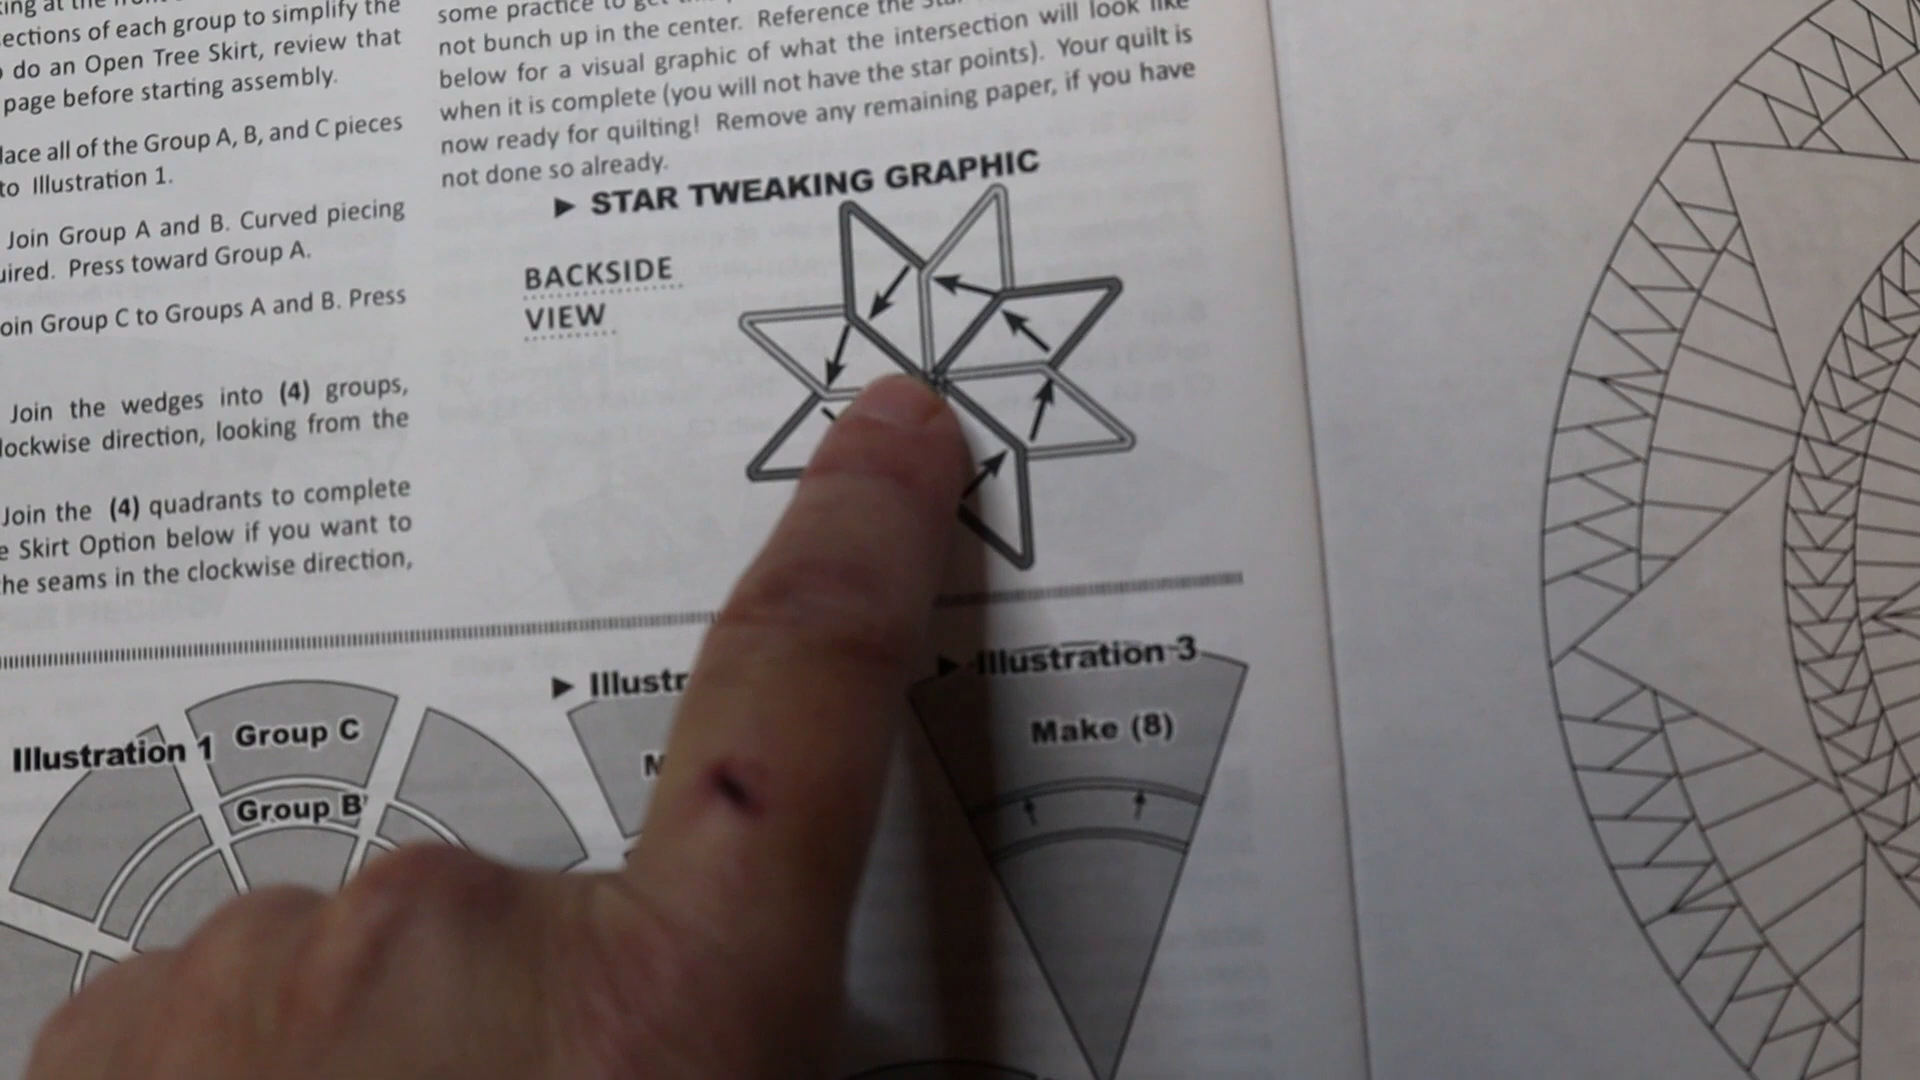 sections of each group to simplify the
do an Open Tree Skirt, review that
page before starting assembly.
lace all of the Group A, B, and C pieces
to Illustration 1.
Join Group A and B. Curved piecing
uired. Press toward Group A.
oin Group C to Groups A and B. Press
Join the wedges into (4) groups,
lockwise direction, looking from the
Join the (4) quadrants to complete
e Skirt Option below if you want to
he seams in the clockwise direction,
some practice to
not bunch up in the center. Reference the
below for a visual graphic of what the intersection will look like
when it is complete (you will not have the star points). Your quilt is
now ready for quilting! Remove any remaining paper, if you have
not done so already.
► STAR TWEAKING GRAPHIC
BACKSIDE
VIEW
Illustration 1
Group C
Group B
► Illustr
► Illustration 3
Make (8)